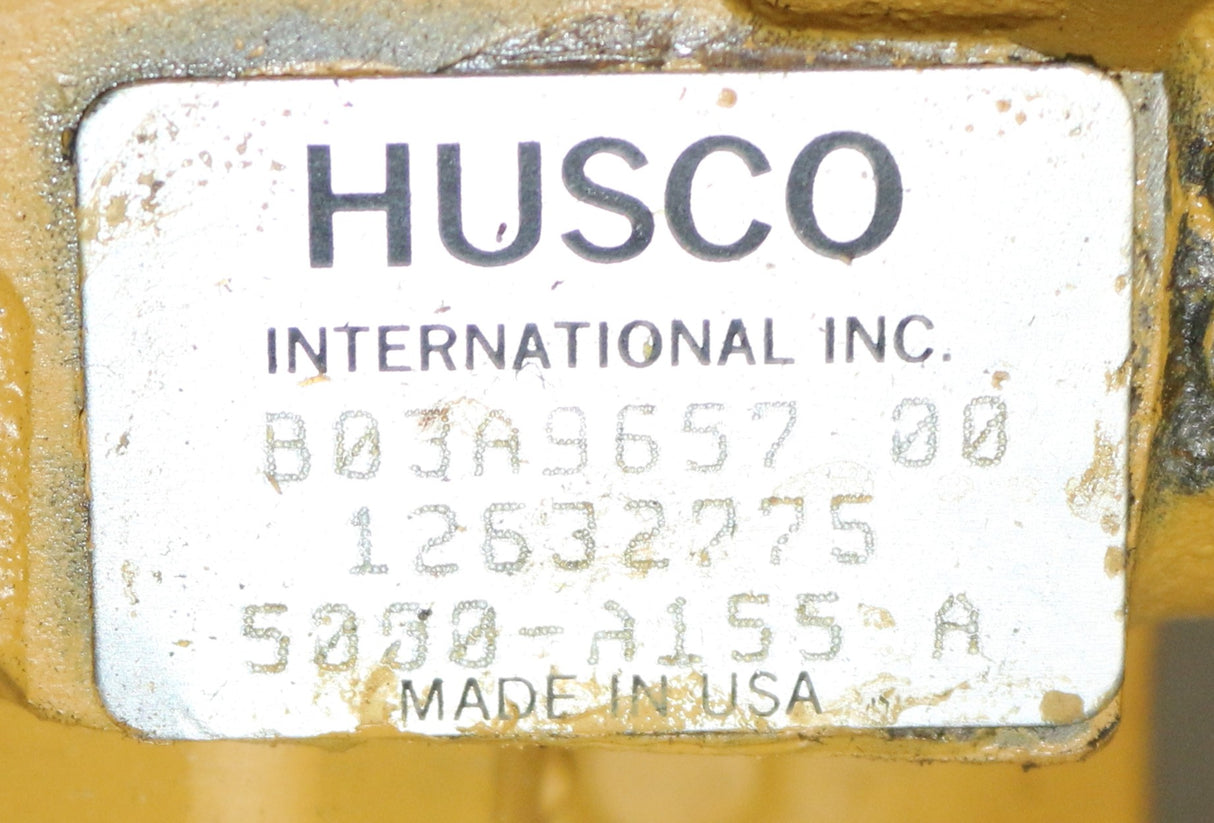 HUSCO
INTERNATIONAL INC.
B03A9657 00
12632775
5000-A155 A
MADE IN USA